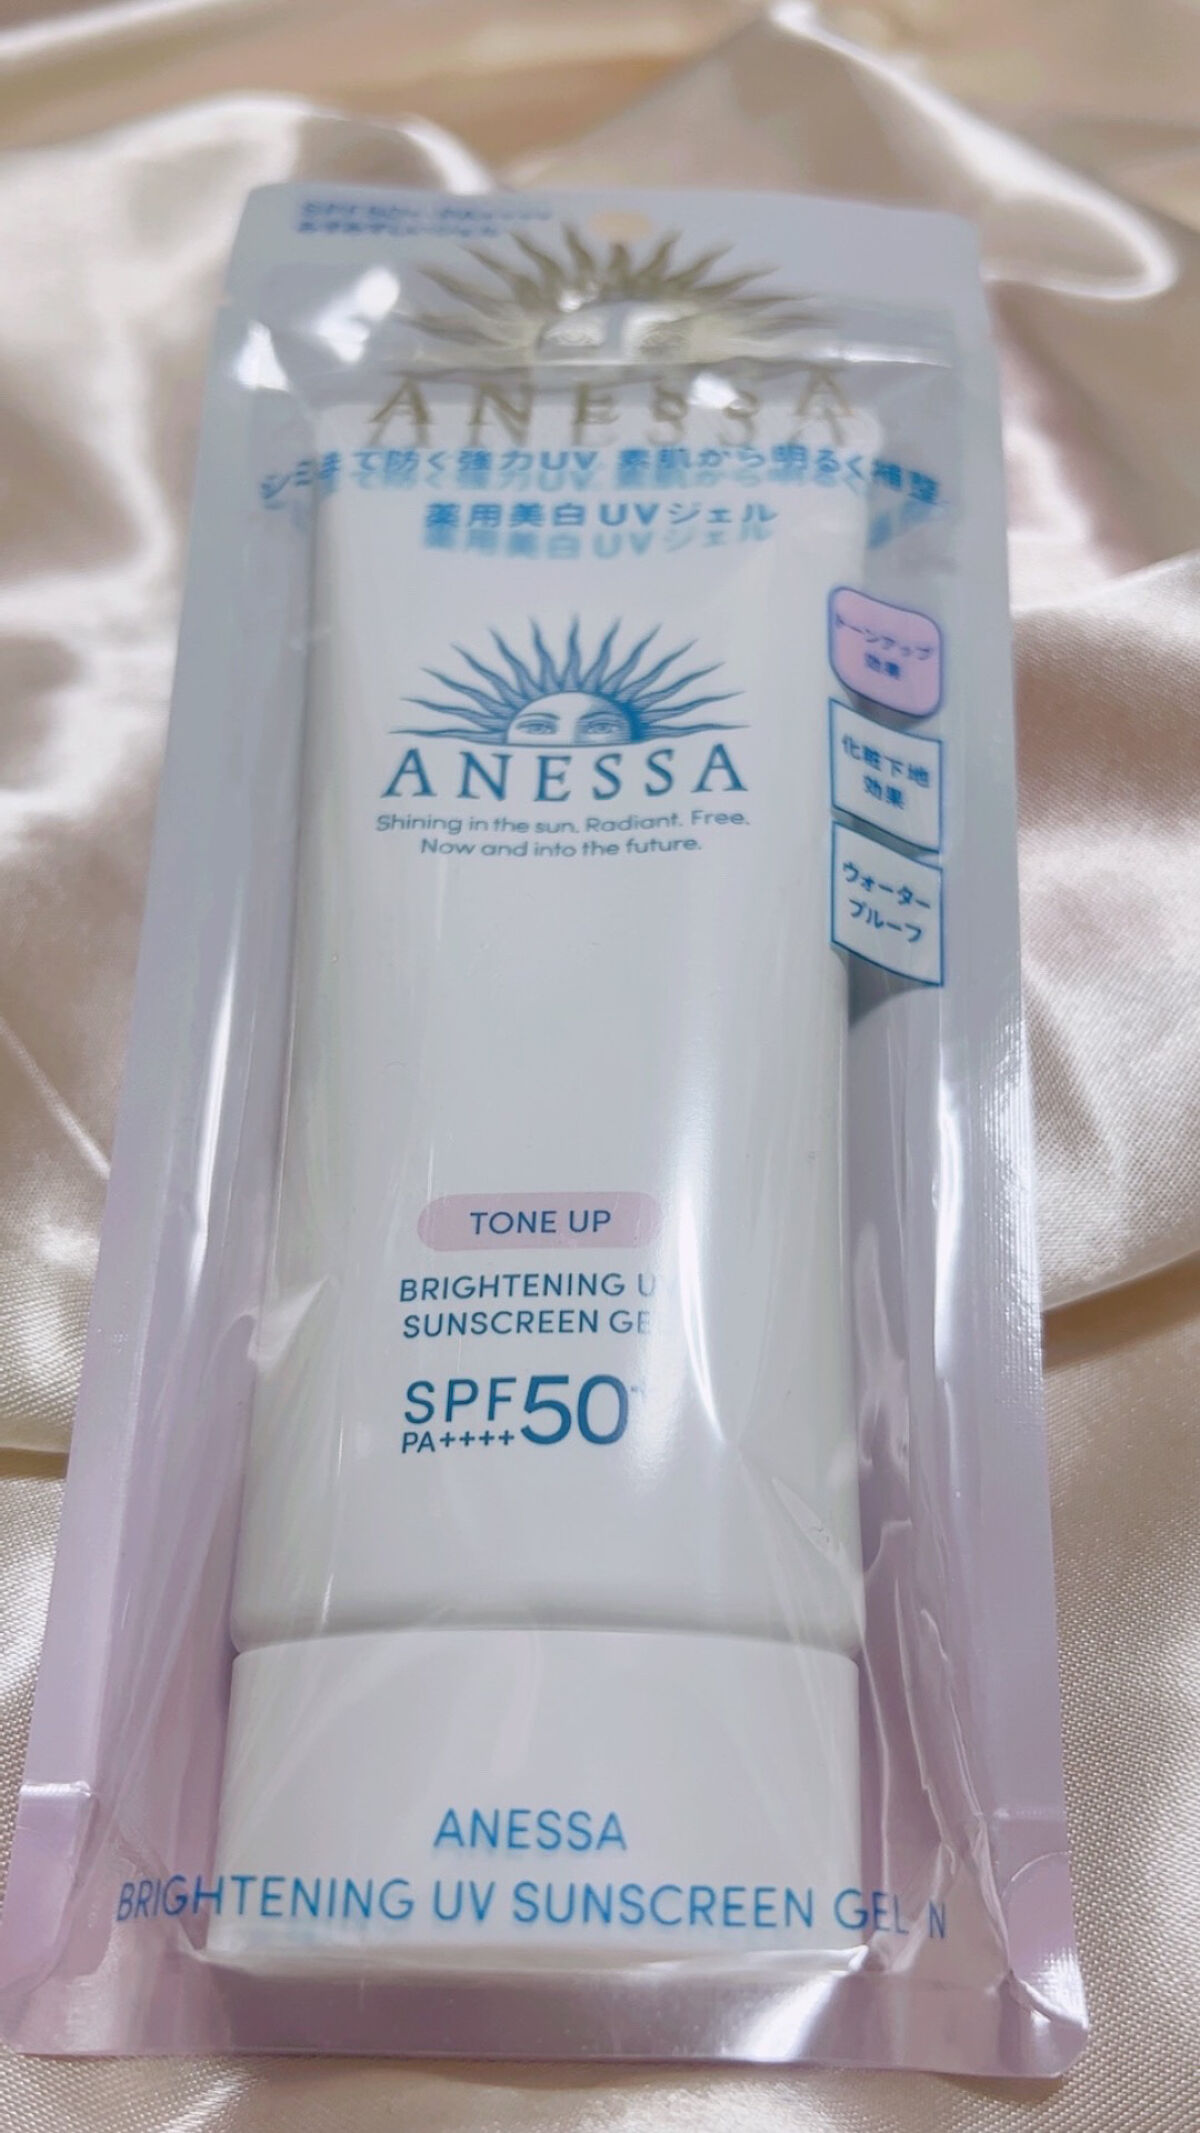 SPF50+・PA++++
ANESSA
シミまで防ぐ強力UV 素肌から明るく補整
薬用美白UVジェル
ANESSA
Shining in the sun. Radiant. Free.
Now and into the future.
トーンアップ
効果
化粧下地
効果
ウォーター
プルーフ
TONE UP
BRIGHTENING U
SUNSCREEN GE
SPF50+
PA++++
ANESSA
BRIGHTENING UV SUNSCREEN GEL N